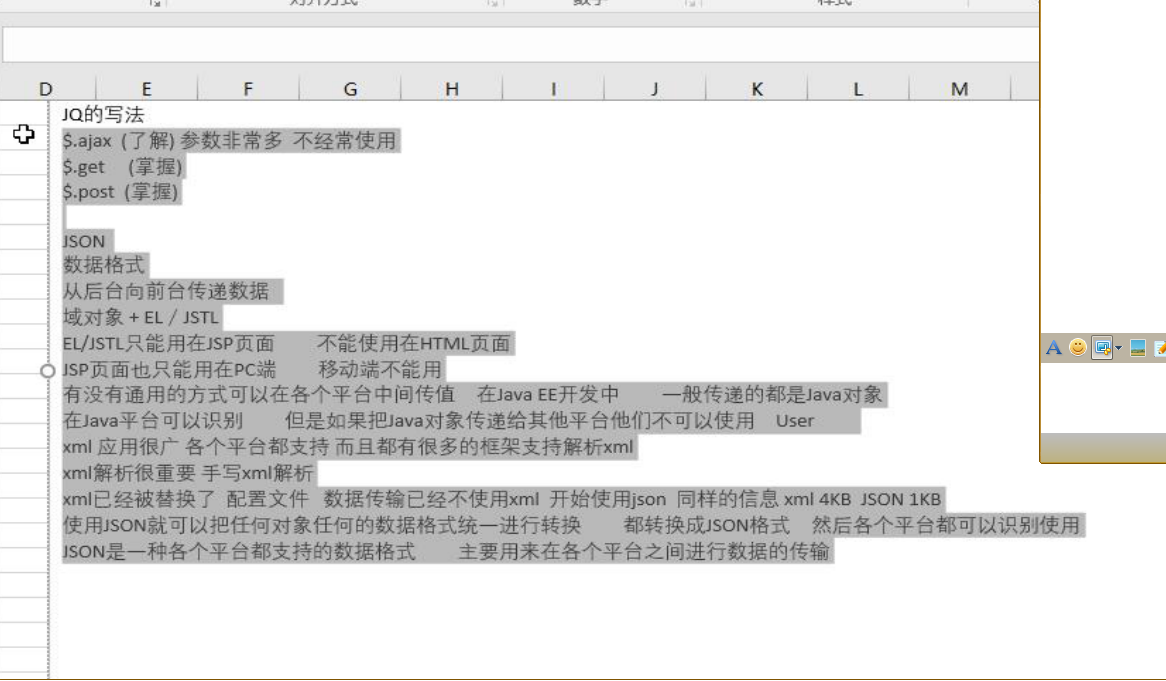 对齐方式 数字 样式
D E F G H I J K L M
JQ的写法
$.ajax (了解) 参数非常多 不经常使用
$.get (掌握)
$.post (掌握)
JSON
数据格式
从后台向前台传递数据
域对象 + EL / JSTL
EL/JSTL只能用在JSP页面 不能使用在HTML页面
JSP页面也只能用在PC端 移动端不能用
有没有通用的方式可以在各个平台中间传值 在Java EE开发中 一般传递的都是Java对象
在Java平台可以识别 但是如果把Java对象传递给其他平台他们不可以使用 User
xml 应用很广 各个平台都支持 而且都有很多的框架支持解析xml
xml解析很重要 手写xml解析
xml已经被替换了 配置文件 数据传输已经不使用xml 开始使用json 同样的信息 xml 4KB JSON 1KB
使用JSON就可以把任何对象任何的数据格式统一进行转换 都转换成JSON格式 然后各个平台都可以识别使用
JSON是一种各个平台都支持的数据格式 主要用来在各个平台之间进行数据的传输